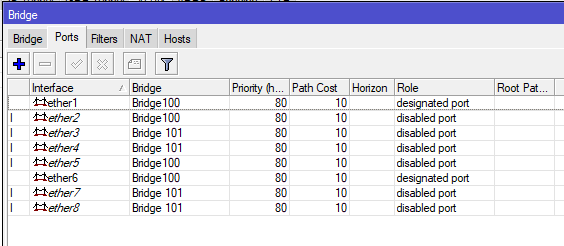 Bridge
Bridge Ports Filters NAT Hosts
Interface Bridge Priority (h... Path Cost Horizon Role Root Pat...
ether1 Bridge100 80 10 designated port
I ether2 Bridge100 80 10 disabled port
I ether3 Bridge 101 80 10 disabled port
I ether4 Bridge 101 80 10 disabled port
I ether5 Bridge100 80 10 disabled port
ether6 Bridge100 80 10 designated port
I ether7 Bridge 101 80 10 disabled port
I ether8 Bridge 101 80 10 disabled port